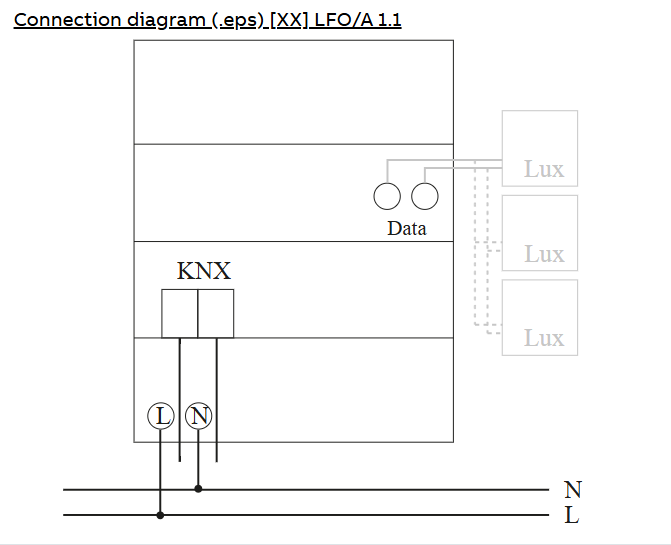 Connection diagram (.eps) [XX] LFO/A 1.1
Lux
Data
Lux
KNX
Lux
L N
N
L